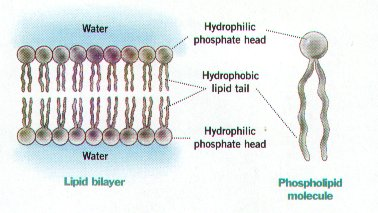 Water
Hydrophilic
phosphate head
Hydrophobic
lipid tail
Hydrophilic
phosphate head
Water
Lipid bilayer
Phospholipid
molecule